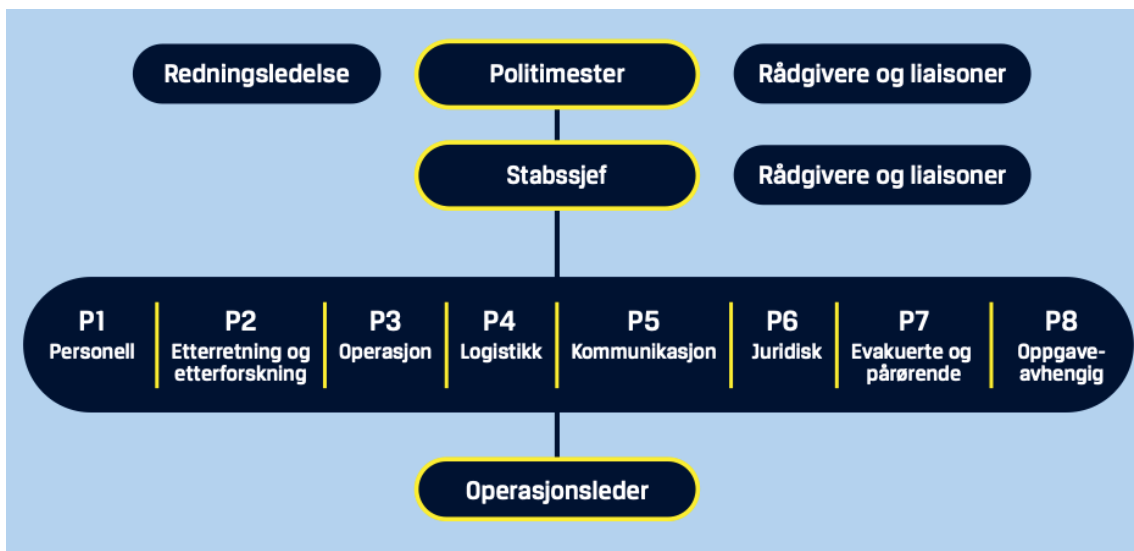 Redningsledelse
Politimester
Rådgivere og liaisoner
Stabssjef
Rådgivere og liaisoner
P1
Personell
P2
Etterretning og
etterforskning
P3
Operasjon
P4
Logistikk
P5
Kommunikasjon
P6
Juridisk
P7
Evakuerte og
pårørende
P8
Oppgave-
avhengig
Operasjonsleder